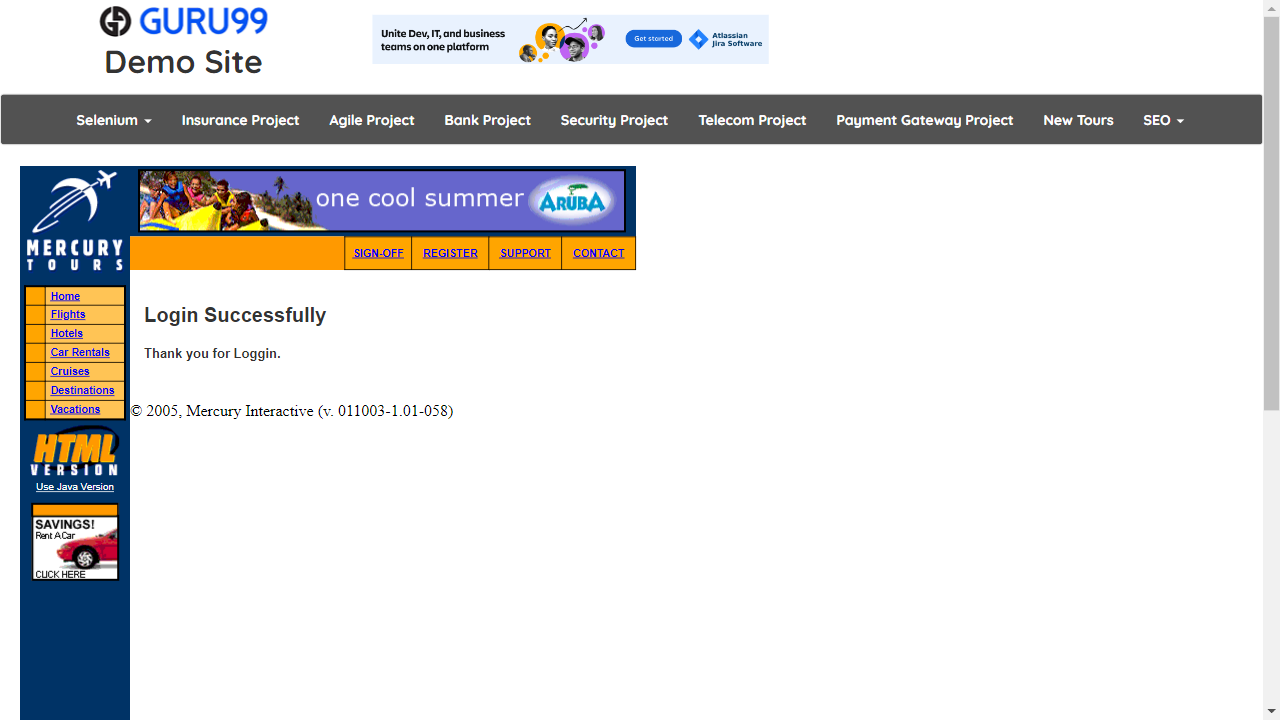 GURU99
Demo Site
Unite Dev, IT, and business
teams on one platform
Get started
Atlassian
Jira Software
Selenium
Insurance Project
Agile Project
Bank Project
Security Project
Telecom Project
Payment Gateway Project
New Tours
SEO
MERCURY
TOURS
one cool summer
ARUBA
SIGN-OFF
REGISTER
SUPPORT
CONTACT
Home
Flights
Hotels
Car Rentals
Cruises
Destinations
Vacations
HTML
VERSION
Use Java Version
SAVINGS!
Rent A Car
CLICK HERE
Login Successfully
Thank you for Loggin.
© 2005, Mercury Interactive (v. 011003-1.01-058)